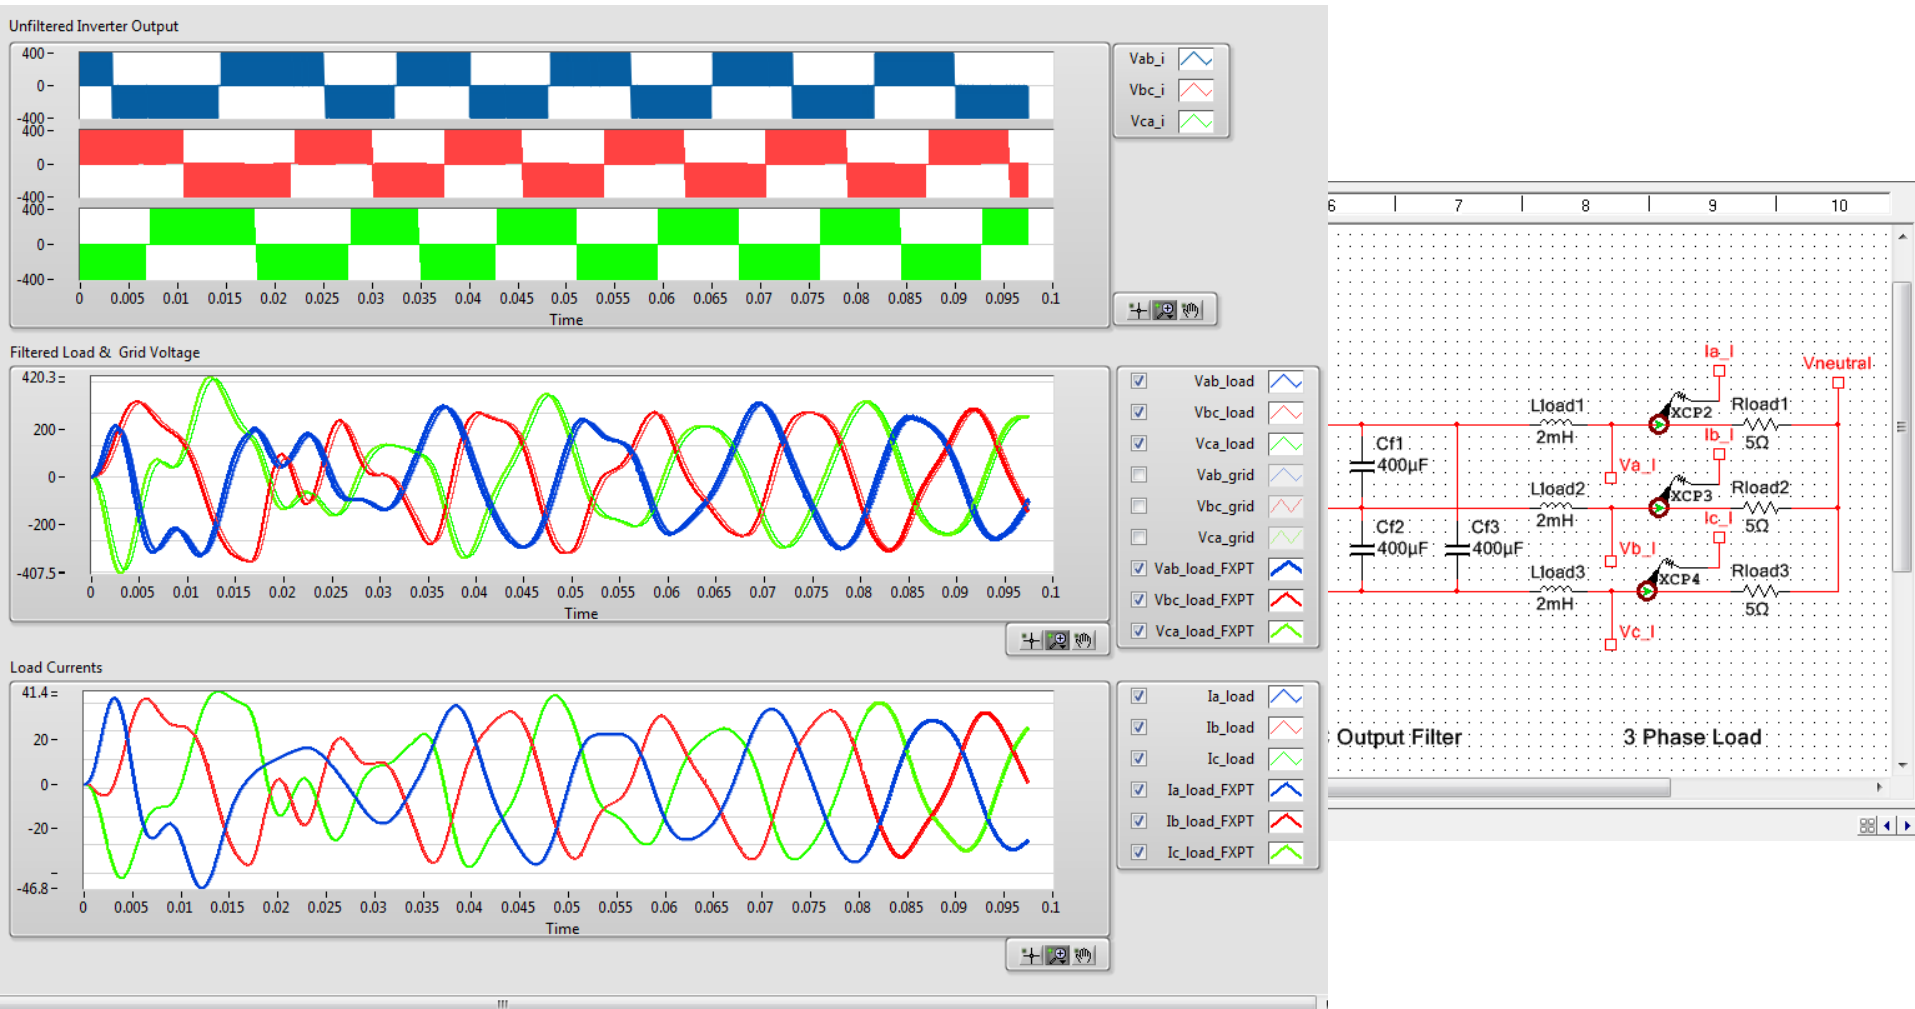 Unfiltered Inverter Output
400
0
-400
400
0
-400
400
0
-400
0 0.005 0.01 0.015 0.02 0.025 0.03 0.035 0.04 0.045 0.05 0.055 0.06 0.065 0.07 0.075 0.08 0.085 0.09 0.095 0.1
Time
Vab_i
Vbc_i
Vca_i
Filtered Load & Grid Voltage
420.3
200
0
-200
-407.5
0 0.005 0.01 0.015 0.02 0.025 0.03 0.035 0.04 0.045 0.05 0.055 0.06 0.065 0.07 0.075 0.08 0.085 0.09 0.095 0.1
Time
Vab_load
Vbc_load
Vca_load
Vab_grid
Vbc_grid
Vca_grid
Vab_load_FXPT
Vbc_load_FXPT
Vca_load_FXPT
Load Currents
41.4
20
0
-20
-46.8
0 0.005 0.01 0.015 0.02 0.025 0.03 0.035 0.04 0.045 0.05 0.055 0.06 0.065 0.07 0.075 0.08 0.085 0.09 0.095 0.1
Time
Ia_load
Ib_load
Ic_load
Ia_load_FXPT
Ib_load_FXPT
Ic_load_FXPT
6 7 8 9 10
Ia_l
Vneutral
Lload1
2mH
XCP2
Rload1
5Ω
Cf1
400µF
Va_l
Ib_l
Lload2
2mH
XCP3
Rload2
5Ω
Cf2
400µF
Cf3
400µF
Vb_l
Ic_l
Lload3
2mH
XCP4
Rload3
5Ω
Vc_l
Output Filter
3 Phase Load